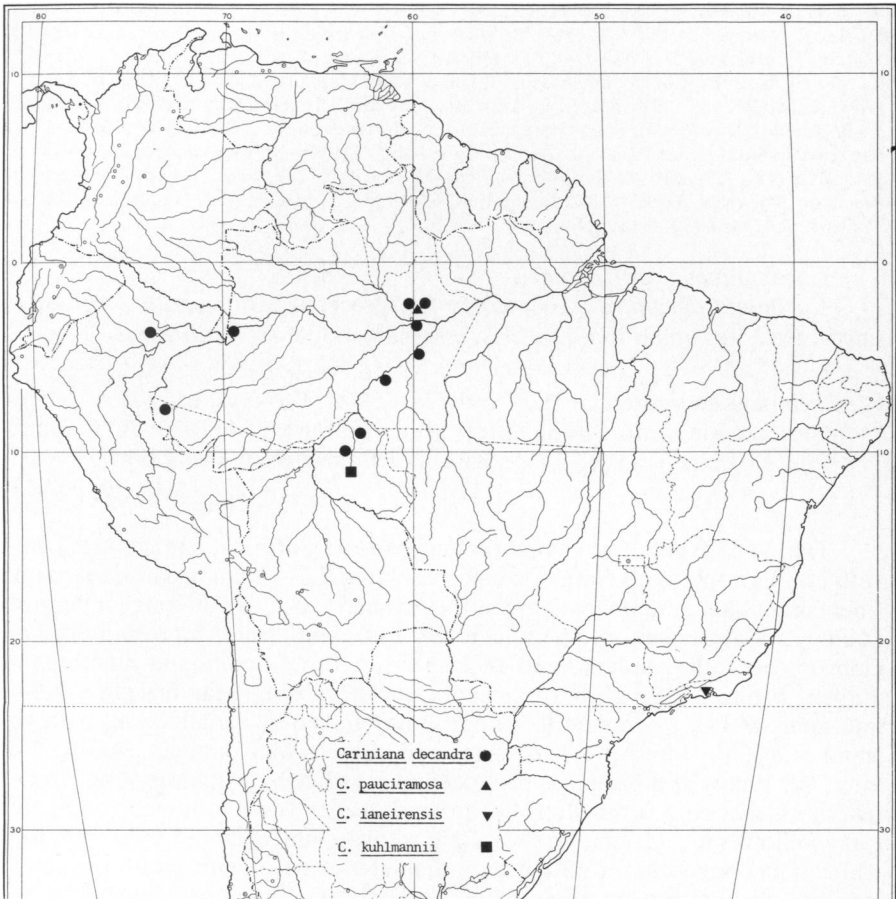 80 70 60 50 40
10 10
0 0
10 10
20 20
Cariniana decandra ●
C. pauciramosa ▲
C. ianeirensis ▼
30 30
C. kuhlmannii ■